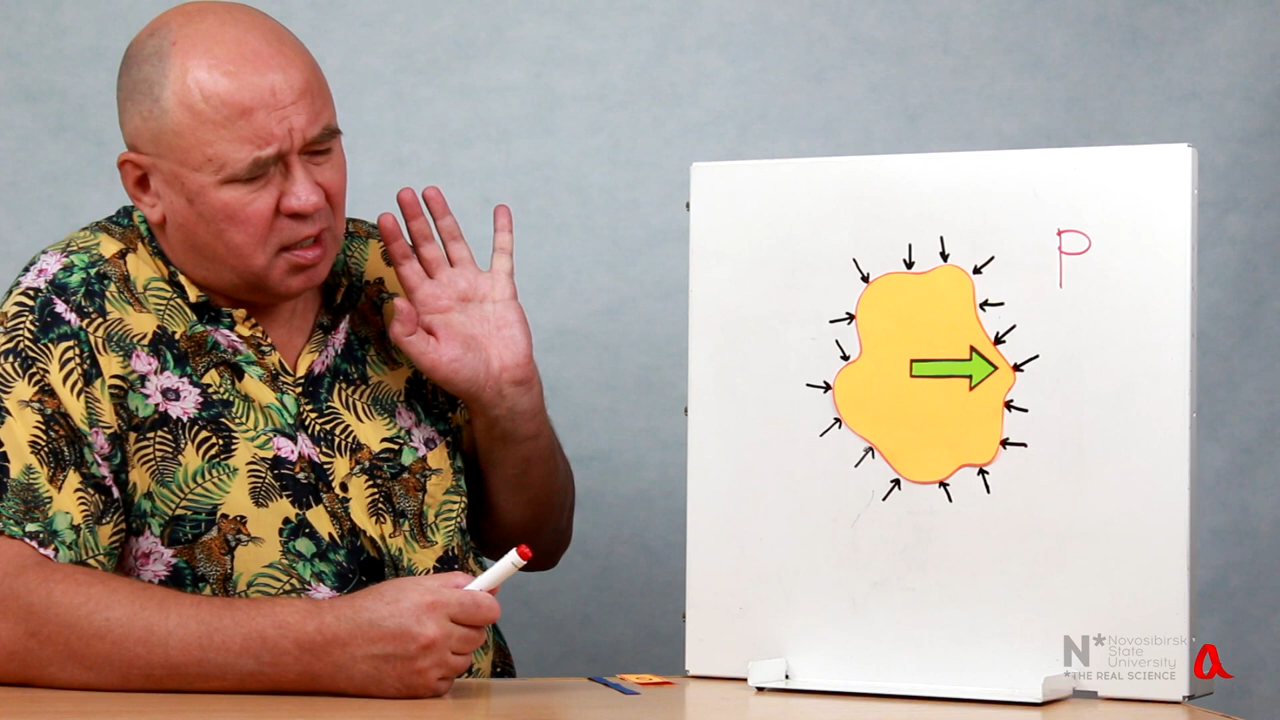 P
N* Novosibirsk
State
University
*THE REAL SCIENCE
a